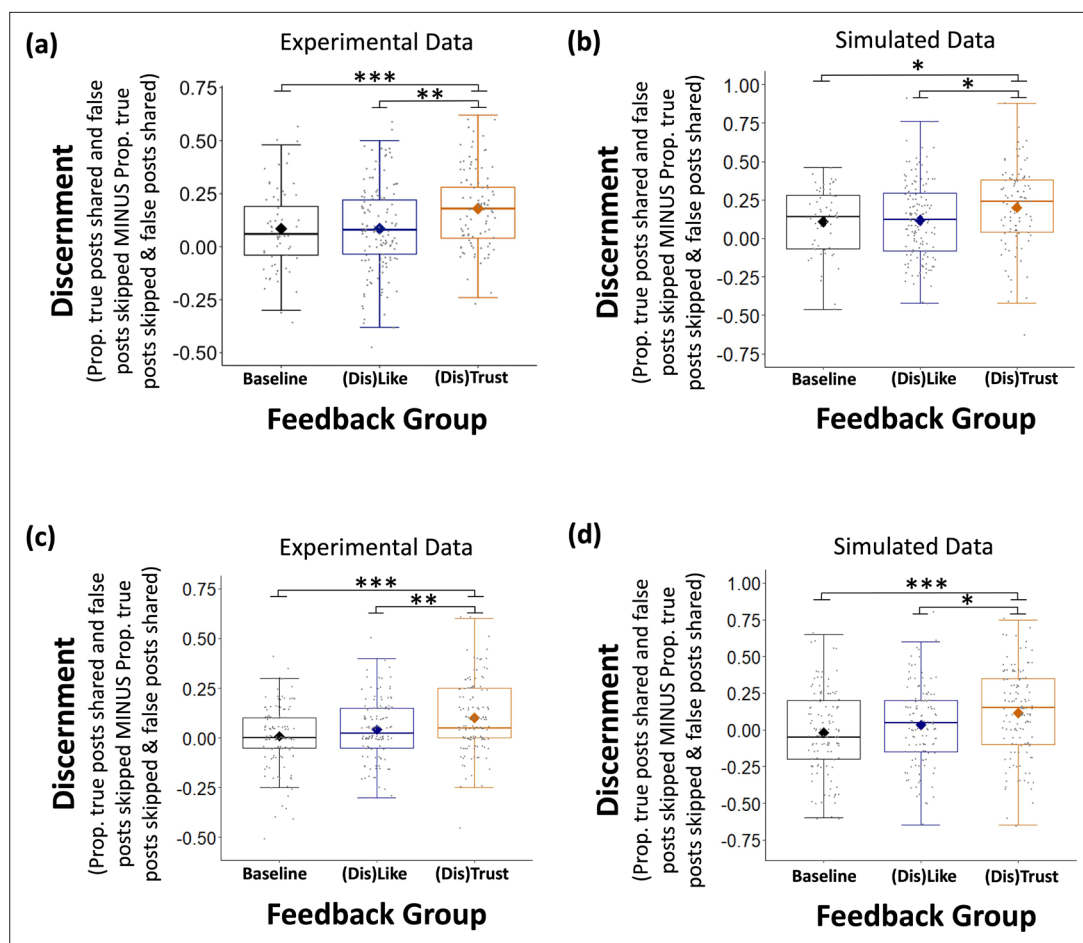 (a)
Experimental Data
Discernment
(Prop. true posts shared and false
posts skipped MINUS Prop. true
posts skipped & false posts shared)
0.75
0.50
0.25
0.00
-0.25
-0.50
***
**
Baseline (Dis)Like (Dis)Trust
Feedback Group
(b)
Simulated Data
Discernment
(Prop. true posts shared and false
posts skipped MINUS Prop. true
posts skipped & false posts shared)
1.00
0.75
0.50
0.25
0.00
-0.25
-0.50
-0.75
*
*
Baseline (Dis)Like (Dis)Trust
Feedback Group
(c)
Experimental Data
Discernment
(Prop. true posts shared and false
posts skipped MINUS Prop. true
posts skipped & false posts shared)
0.75
0.50
0.25
0.00
-0.25
-0.50
***
**
Baseline (Dis)Like (Dis)Trust
Feedback Group
(d)
Simulated Data
Discernment
(Prop. true posts shared and false
posts skipped MINUS Prop. true
posts skipped & false posts shared)
1.00
0.75
0.50
0.25
0.00
-0.25
-0.50
-0.75
***
*
Baseline (Dis)Like (Dis)Trust
Feedback Group